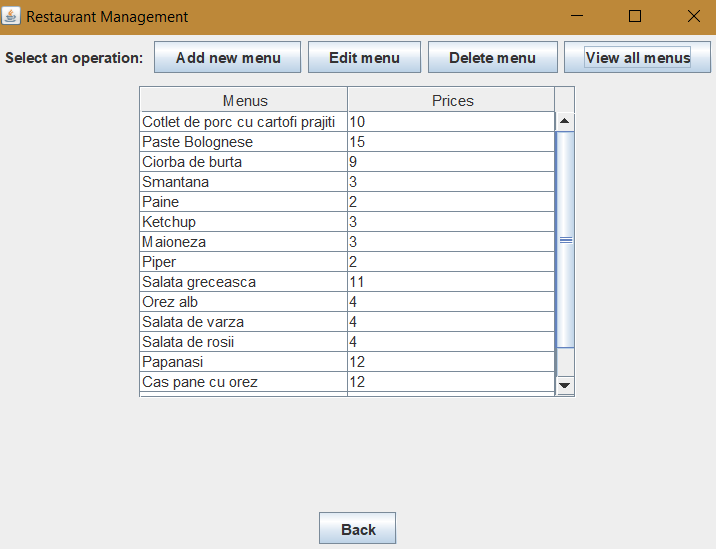 Restaurant Management
Select an operation: Add new menu Edit menu Delete menu View all menus
Menus Prices
Cotlet de porc cu cartofi prajiti 10
Paste Bolognese 15
Ciorba de burta 9
Smantana 3
Paine 2
Ketchup 3
Maioneza 3
Piper 2
Salata greceasca 11
Orez alb 4
Salata de varza 4
Salata de rosii 4
Papanasi 12
Cas pane cu orez 12
Back